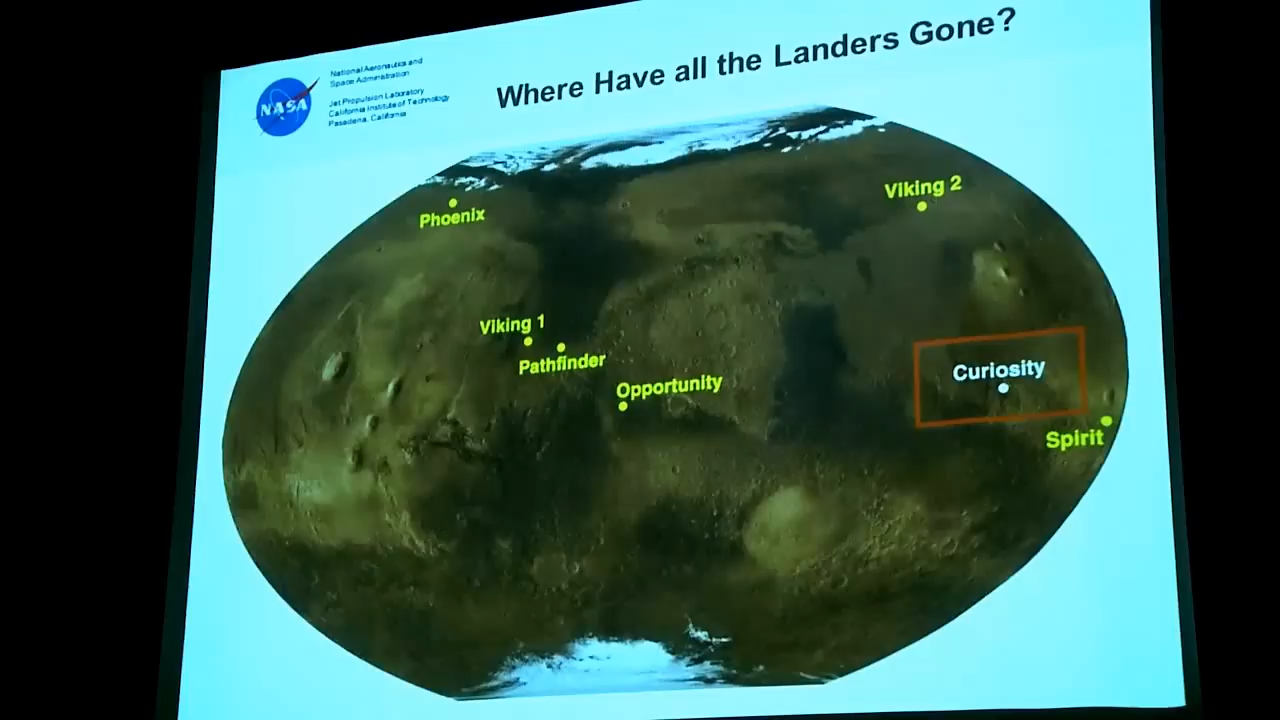 National Aeronautics and
Space Administration
Jet Propulsion Laboratory
California Institute of Technology
Pasadena, California
NASA
Where Have all the Landers Gone?
Viking 2
Phoenix
Viking 1
Pathfinder
Opportunity
Curiosity
Spirit